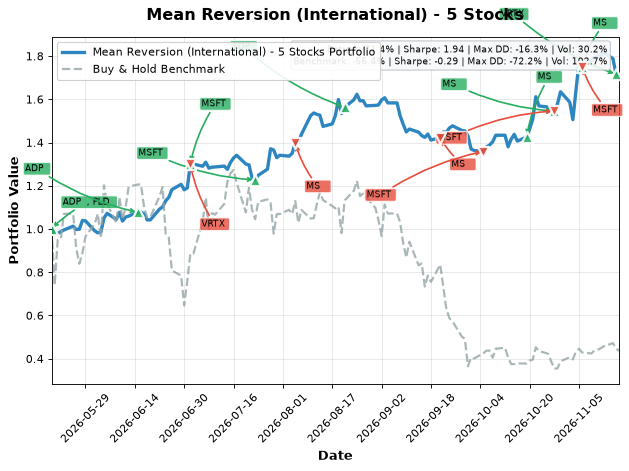 Mean Reversion (International) - 5 Stocks
MS
Mean Reversion (International) - 5 Stocks Portfolio
4% | Sharpe: 1.94 | Max DD: -16.3% | Vol: 30.2%
Buy & Hold Benchmark
| Sharpe: -0.29 | Max DD: -72.2% | Vol: 102.7%
MS
MS
MSFT
MSFT
MS
MSFT
ADP
MS
MS
MSFT
ADP
VRTX
Portfolio Value
1.8
1.6
1.4
1.2
1.0
0.8
0.6
0.4
2026-05-29
2026-06-14
2026-06-30
2026-07-16
2026-08-01
2026-08-17
2026-09-02
2026-09-18
2026-10-04
2026-10-20
2026-11-05
Date